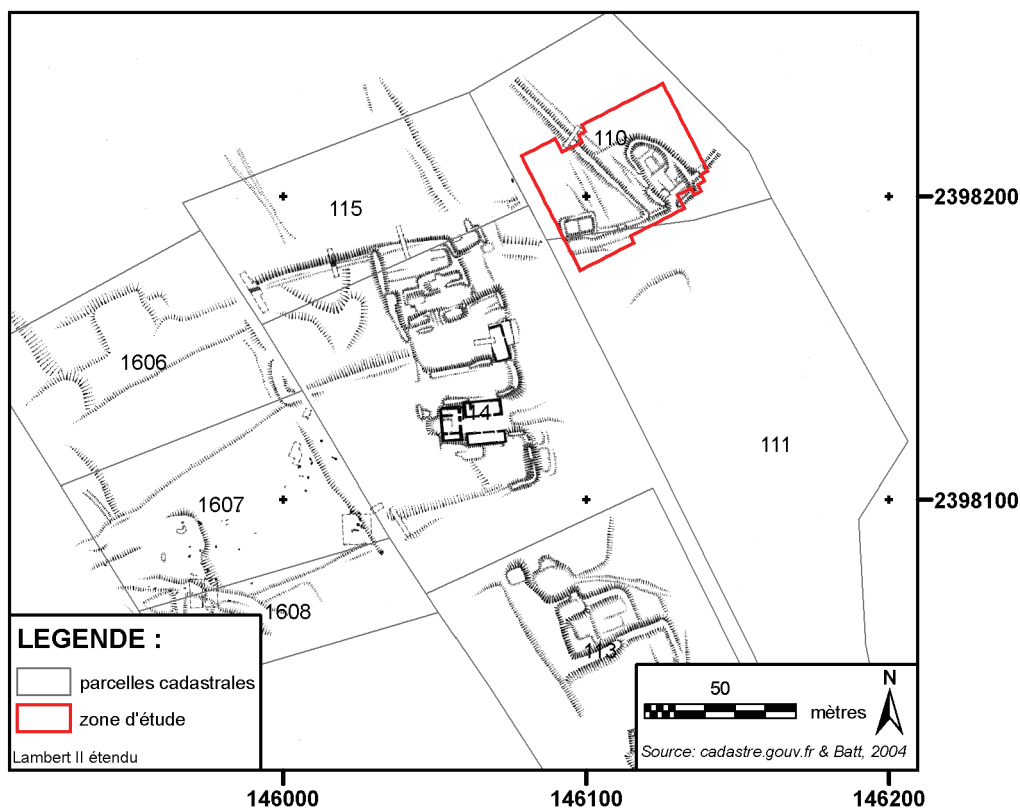 110
2398200
115
1606
14
111
2398100
1607
1608
113
LEGENDE :
parcelles cadastrales
zone d'étude
Lambert II étendu
50
mètres
N
Source: cadastre.gouv.fr & Batt, 2004
146000
146100
146200